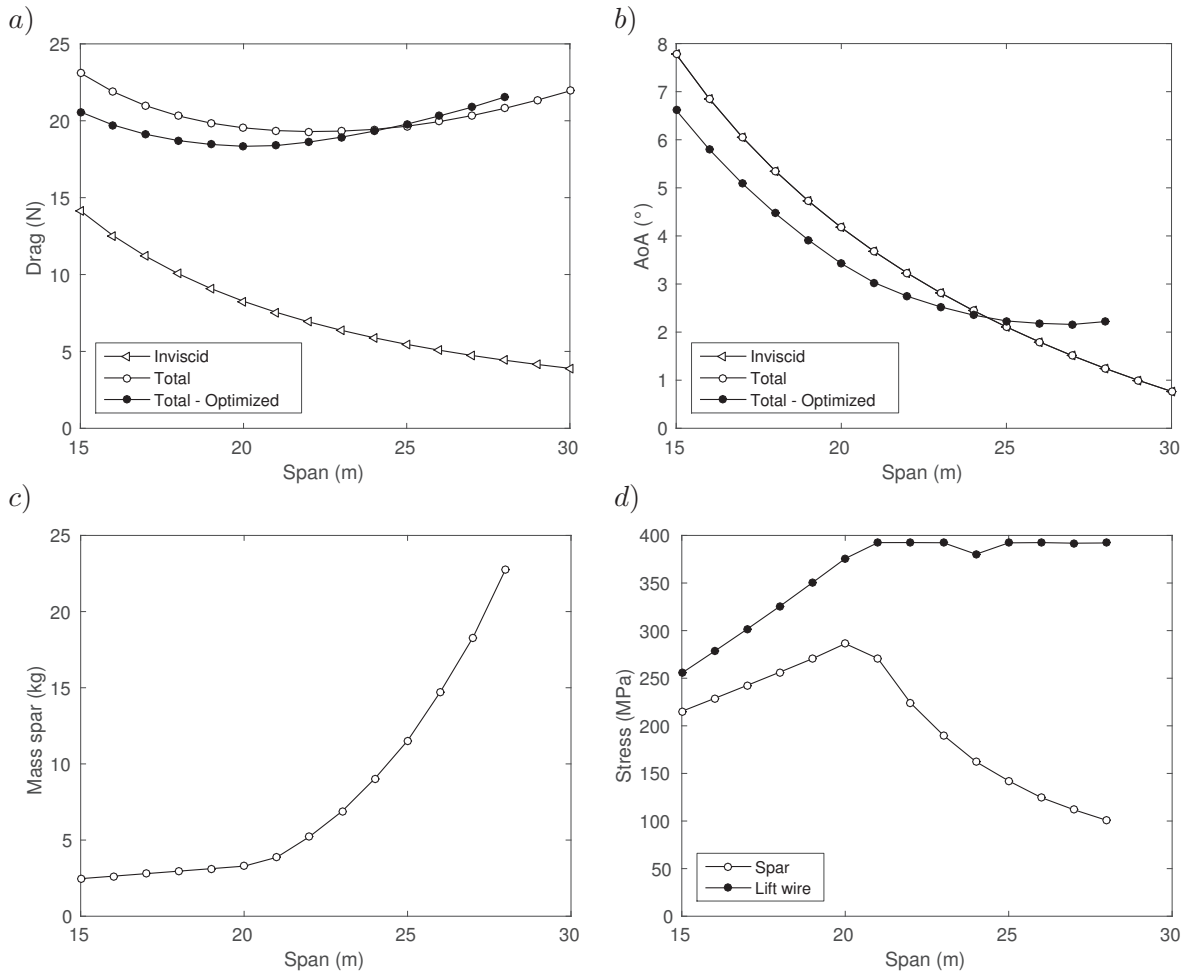 a)
25
20
15
10
5
0
Drag (N)
Inviscid
Total
Total - Optimized
15 20 25 30
Span (m)
b)
8
7
6
5
4
3
2
1
0
AoA (°)
Inviscid
Total
Total - Optimized
15 20 25 30
Span (m)
c)
25
20
15
10
5
0
Mass spar (kg)
15 20 25 30
Span (m)
d)
400
350
300
250
200
150
100
50
0
Stress (MPa)
Spar
Lift wire
15 20 25 30
Span (m)